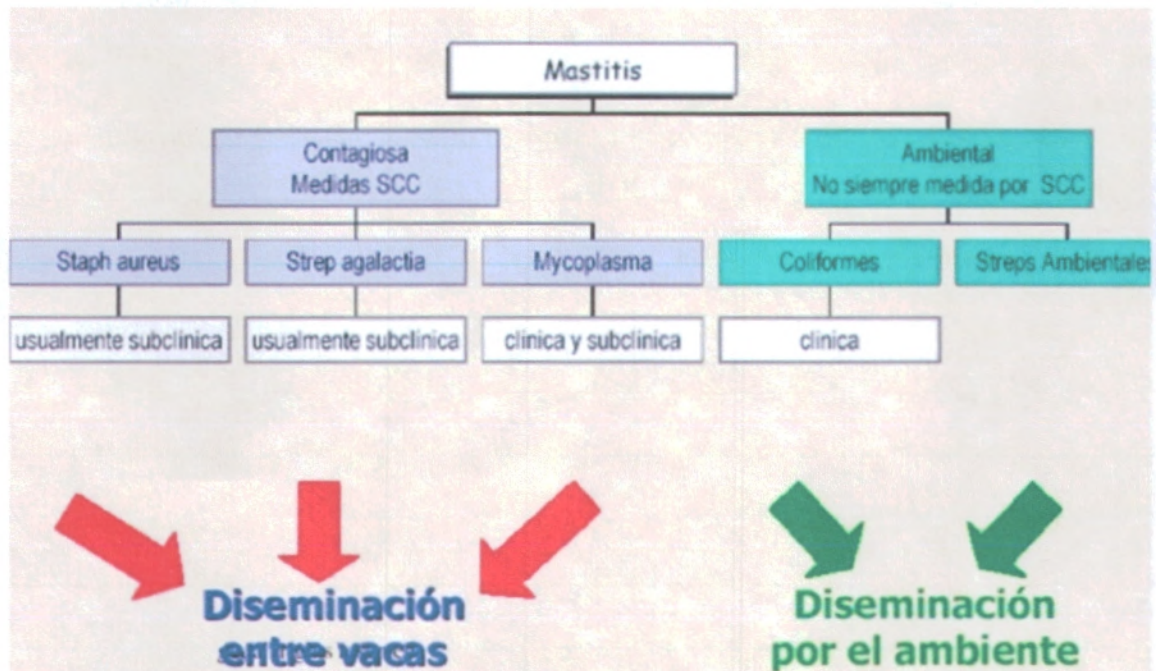 Mastitis
Contagiosa
Medidas SCC
Ambiental
No siempre medida por SCC
Staph aureus
Strep agalactia
Mycoplasma
Coliformes
Streps Ambientales
usualmente subclinica
usualmente subclinica
clinica y subclinica
clinica
Diseminación
entre vacas
Diseminación
por el ambiente